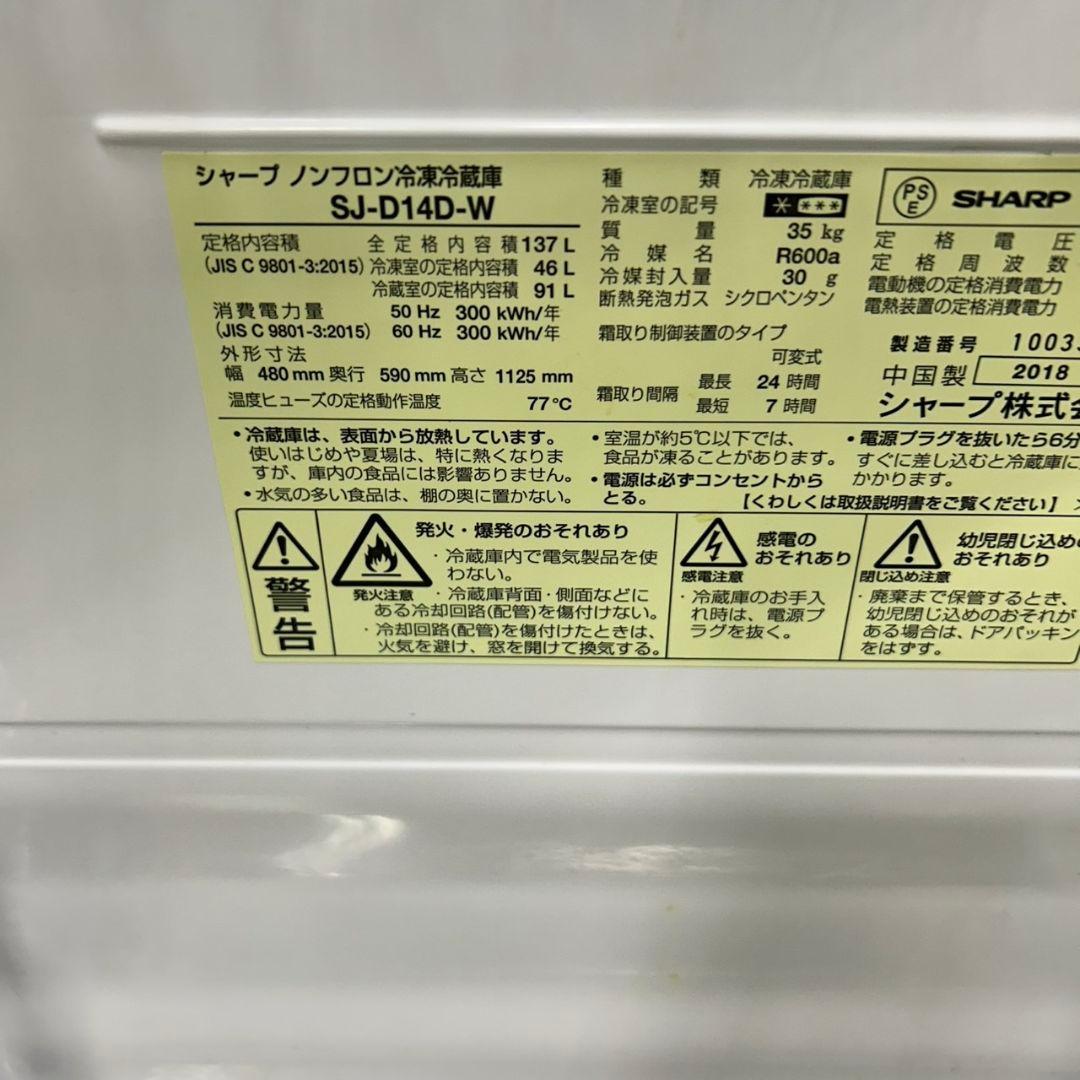 シャープ ノンフロン冷凍冷蔵庫
SJ-D14D-W
定格内容積 全定格内容積 137 L
(JIS C 9801-3:2015) 冷凍室の定格内容積 46 L
冷蔵室の定格内容積 91 L
消費電力量 50 Hz 300 kWh/年
(JIS C 9801-3:2015) 60 Hz 300 kWh/年
外形寸法
幅 480 mm 奥行 590 mm 高さ 1125 mm
温度ヒューズの定格動作温度 77℃
種類 冷凍冷蔵庫
冷凍室の記号 * ***
質量 35 kg
冷媒名 R600a
冷媒封入量 30 g
断熱発泡ガス シクロペンタン
霜取り制御装置のタイプ
可変式
霜取り間隔 最長 24 時間
最短 7 時間
PSE SHARP
定格電圧
定格周波数
電動機の定格消費電力
電熱装置の定格消費電力
製造番号 1003
中国製 2018
シャープ株式会
・冷蔵庫は、表面から放熱しています。
使いはじめや夏場は、特に熱くなりま
すが、庫内の食品には影響ありません。
・水気の多い食品は、棚の奥に置かない。
・室温が約5℃以下では、
食品が凍ることがあります。
・電源は必ずコンセントから
とる。
・電源プラグを抜いたら6分
すぐに差し込むと冷蔵庫に
かかります。
【くわしくは取扱説明書をご覧ください】
警告
発火・爆発のおそれあり
発火注意
・冷蔵庫内で電気製品を使
わない。
・冷蔵庫背面・側面などに
ある冷却回路(配管)を傷付けない。
・冷却回路(配管)を傷付けたときは、
火気を避け、窓を開けて換気する。
感電の
おそれあり
感電注意
・冷蔵庫のお手入
れ時は、電源プ
ラグを抜く。
幼児閉じ込めの
おそれあり
閉じ込め注意
・廃棄まで保管するとき、
幼児閉じ込めのおそれが
ある場合は、ドアパッキン
をはずす。